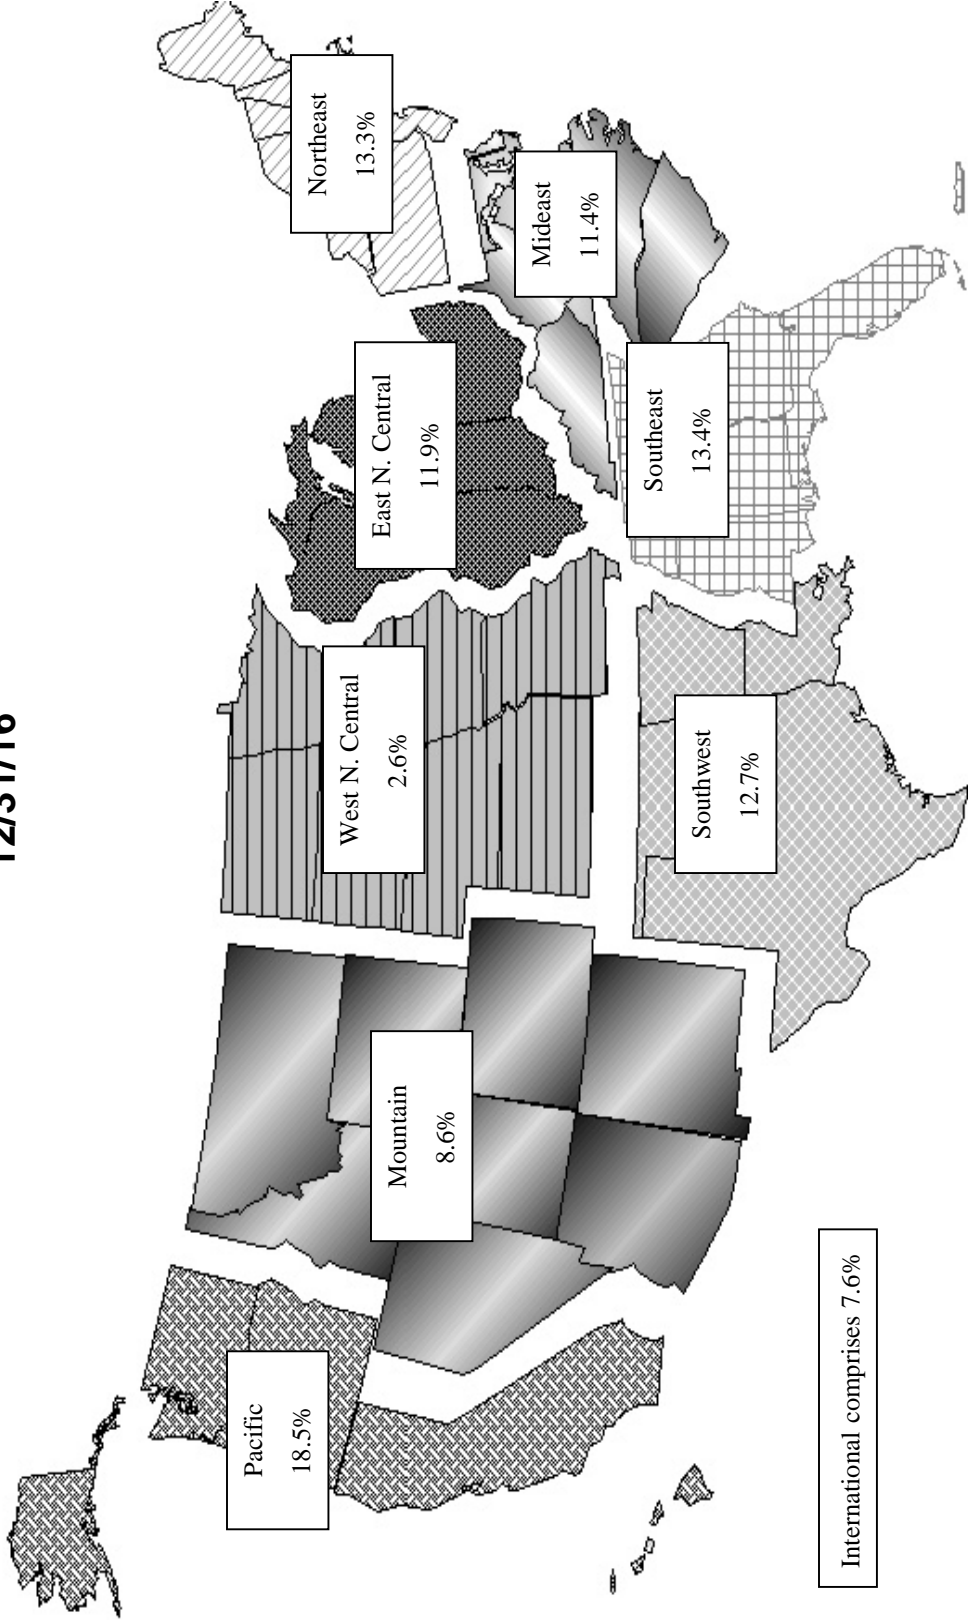 12/31/16
Pacific
18.5%
Mountain
8.6%
West N. Central
2.6%
East N. Central
11.9%
Northeast
13.3%
Mideast
11.4%
Southeast
13.4%
Southwest
12.7%
International comprises 7.6%